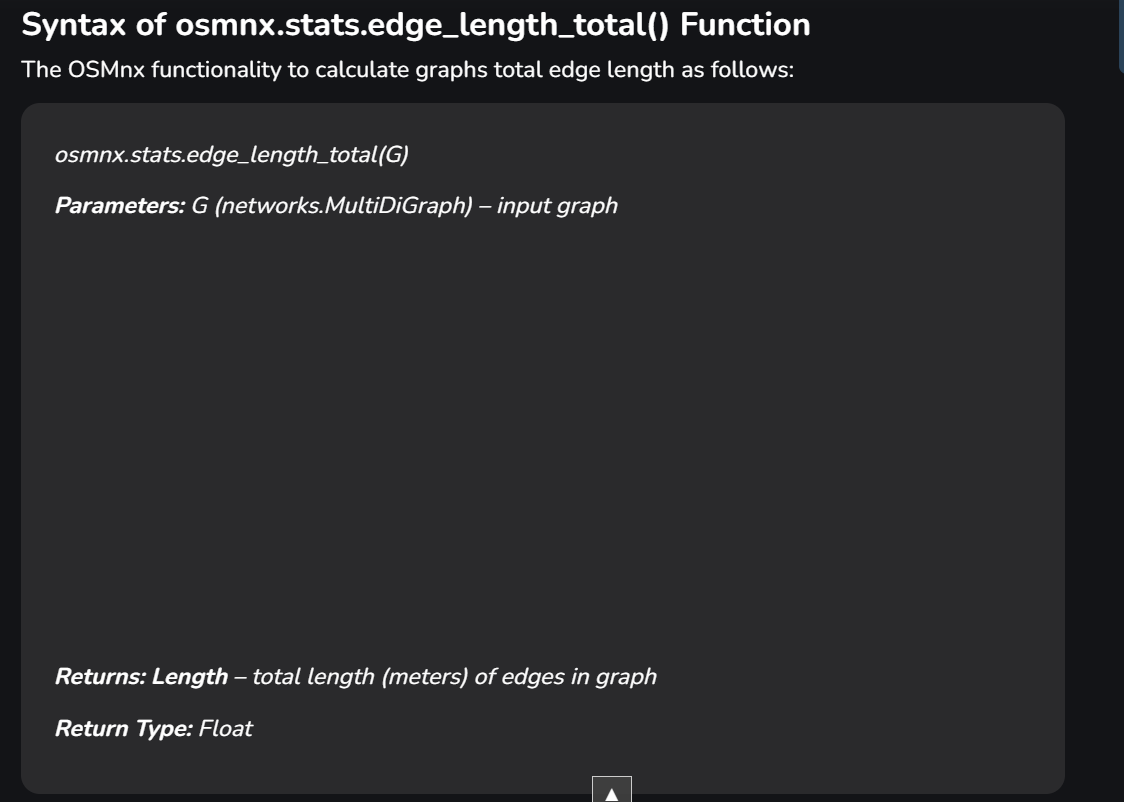 Syntax of osmnx.stats.edge_length_total() Function
The OSMnx functionality to calculate graphs total edge length as follows:
osmnx.stats.edge_length_total(G)
Parameters: G (networks.MultiDiGraph) – input graph
Returns: Length – total length (meters) of edges in graph
Return Type: Float